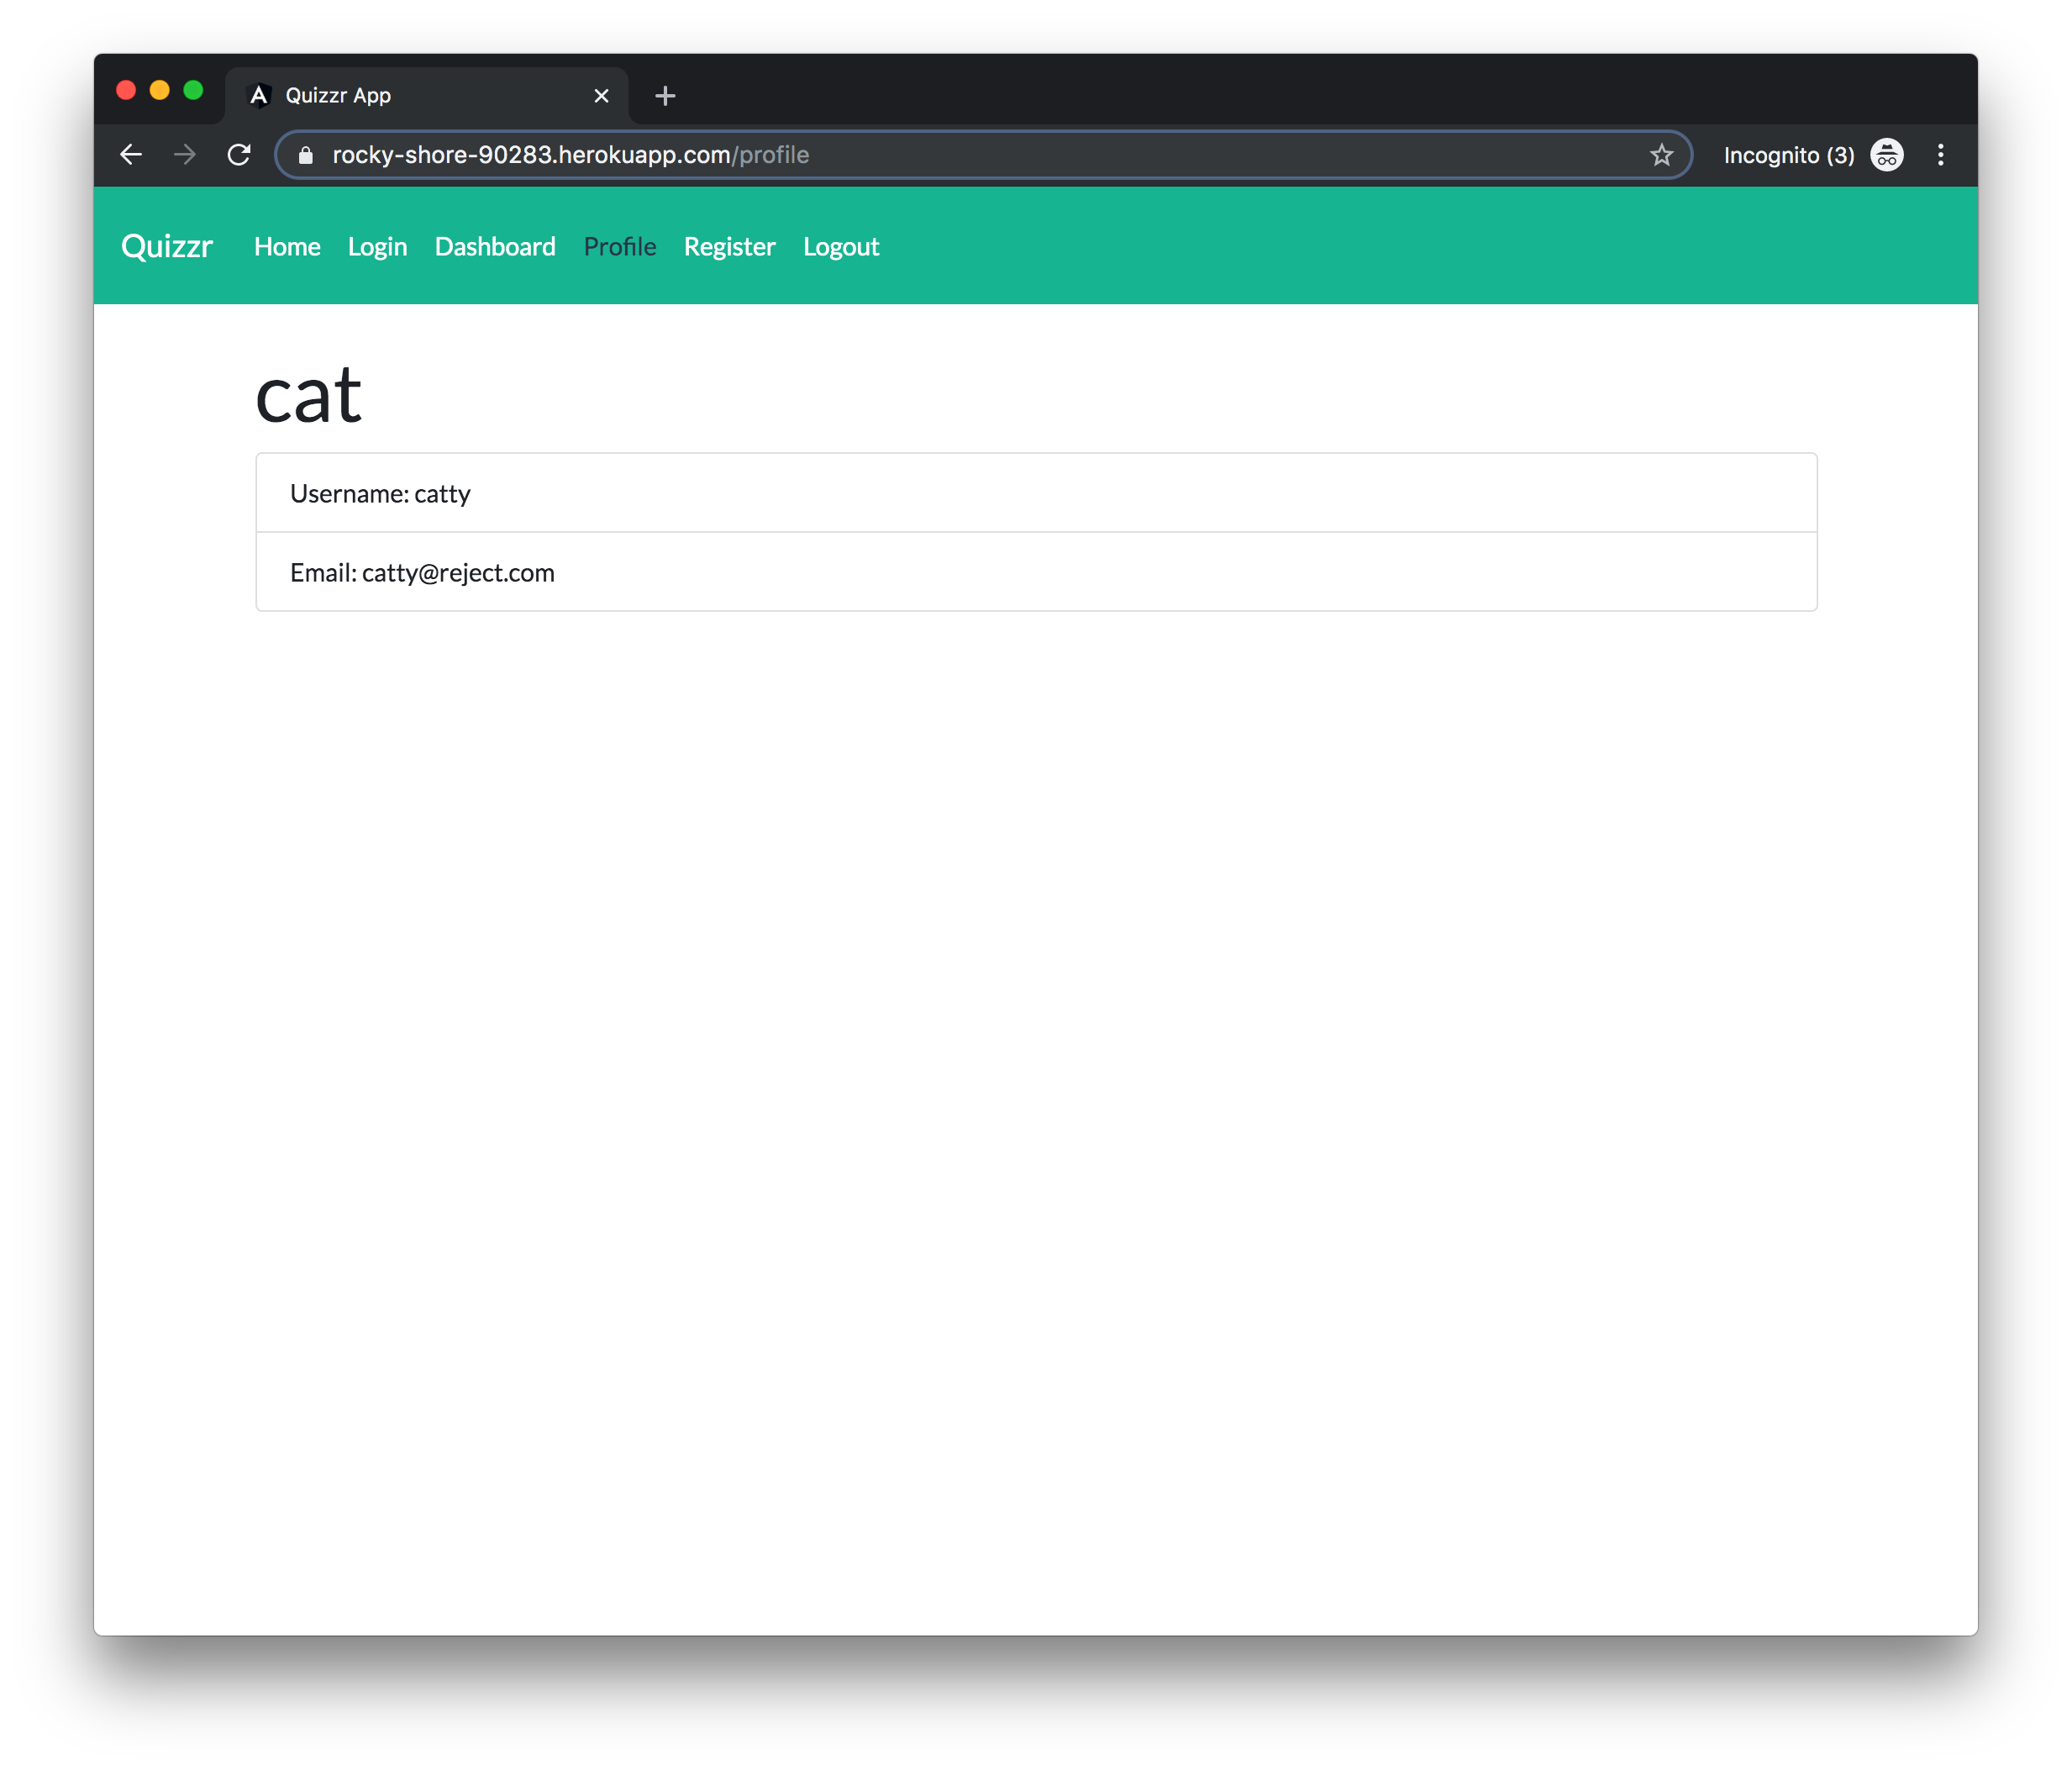 Quizzr App
rocky-shore-90283.herokuapp.com/profile Incognito (3)
Quizzr Home Login Dashboard Profile Register Logout
cat
Username: catty
Email: catty@reject.com